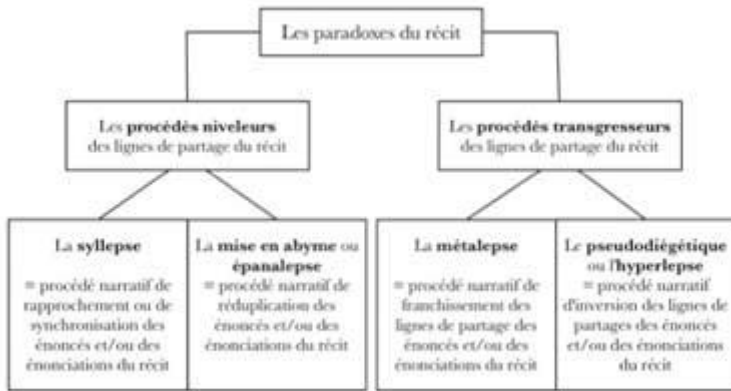 Les paradoxes du récit
Les procédés niveleurs
des lignes de partage du récit
Les procédés transgresseurs
des lignes de partage du récit
La syllepse
= procédé narratif de
rapprochement ou de
synchronisation des
énoncés et/ou des
énonciations du récit
La mise en abyme ou
épanalepse
= procédé narratif de
réduplication des
énoncés et/ou des
énonciations du récit
La métalepse
= procédé narratif de
franchissement des
lignes de partage des
énoncés et/ou des
énonciations du récit
Le pseudodiégétique
ou l'hyperlepse
= procédé narratif
d'inversion des lignes de
partages des énoncés
et/ou des énonciations
du récit